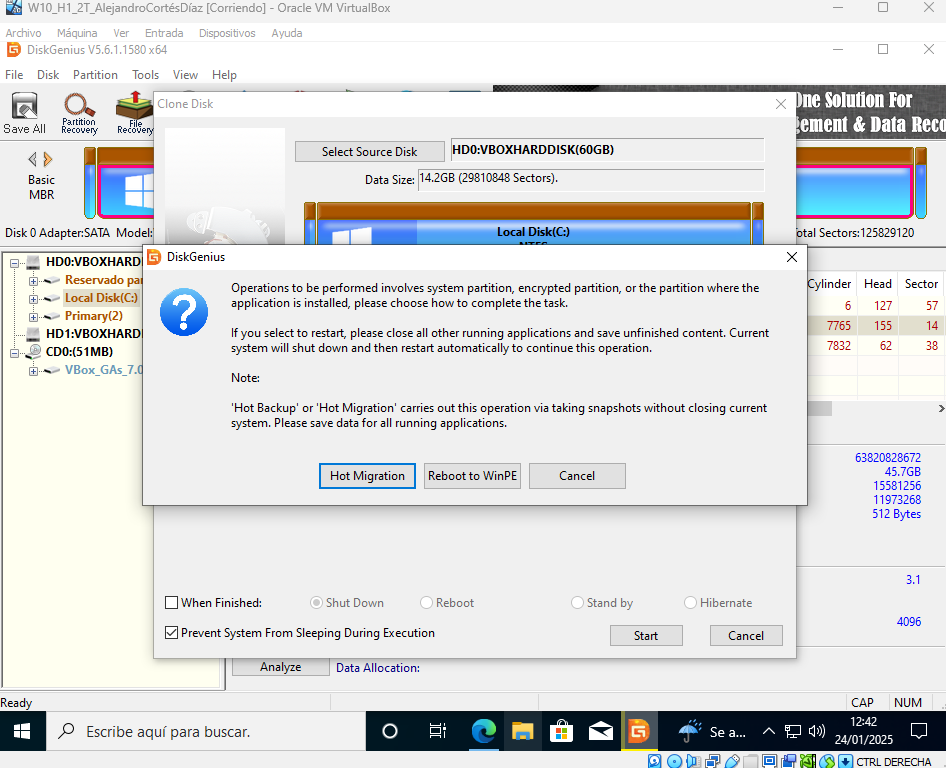 W10_H1_2T_AlejandroCortésDíaz [Corriendo] - Oracle VM VirtualBox
Archivo Máquina Ver Entrada Dispositivos Ayuda
DiskGenius V5.6.1.1580 x64
File Disk Partition Tools View Help
Save All
Partition
Recovery
File
Recovery
One Solution For
ement & Data Reco
Basic
MBR
Disk 0 Adapter:SATA Model:
otal Sectors:125829120
Clone Disk
Select Source Disk
HD0:VBOXHARDDISK(60GB)
Data Size:
14.2GB (29810848 Sectors).
Local Disk(C:)
NTFS
HD0:VBOXHARD
Reservado par
Local Disk(C:)
Primary(2)
HD1:VBOXHARDI
CD0:(51MB)
VBox_GAs_7.0
Cylinder Head Sector
6 127 57
7765 155 14
7832 62 38
63820828672
45.7GB
15581256
11973268
512 Bytes
3.1
4096
DiskGenius
Operations to be performed involves system partition, encrypted partition, or the partition where the
application is installed, please choose how to complete the task.
If you select to restart, please close all other running applications and save unfinished content. Current
system will shut down and then restart automatically to continue this operation.
Note:
'Hot Backup' or 'Hot Migration' carries out this operation via taking snapshots without closing current
system. Please save data for all running applications.
Hot Migration Reboot to WinPE Cancel
When Finished: Shut Down Reboot Stand by Hibernate
Prevent System From Sleeping During Execution
Start Cancel
Analyze Data Allocation:
Ready
CAP NUM
Escribe aquí para buscar.
Se a...
12:42
24/01/2025
CTRL DERECHA